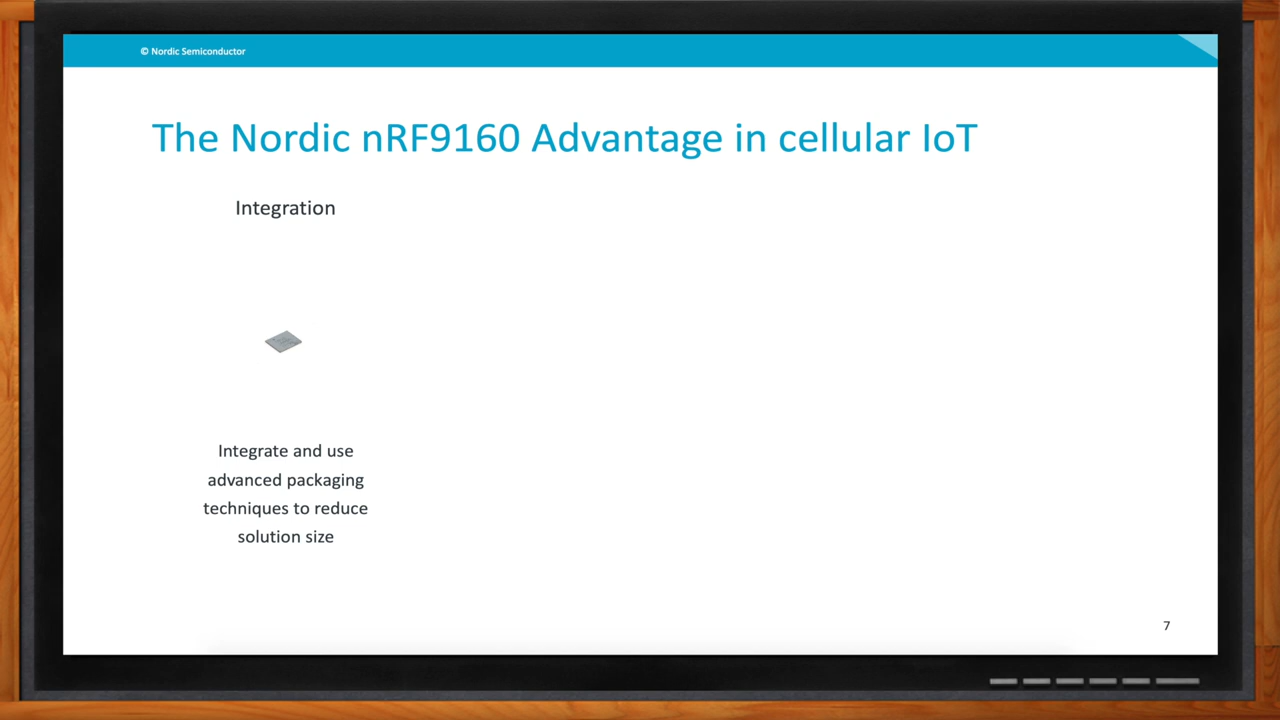 © Nordic Semiconductor
The Nordic nRF9160 Advantage in cellular IoT
Integration
Integrate and use
advanced packaging
techniques to reduce
solution size
7